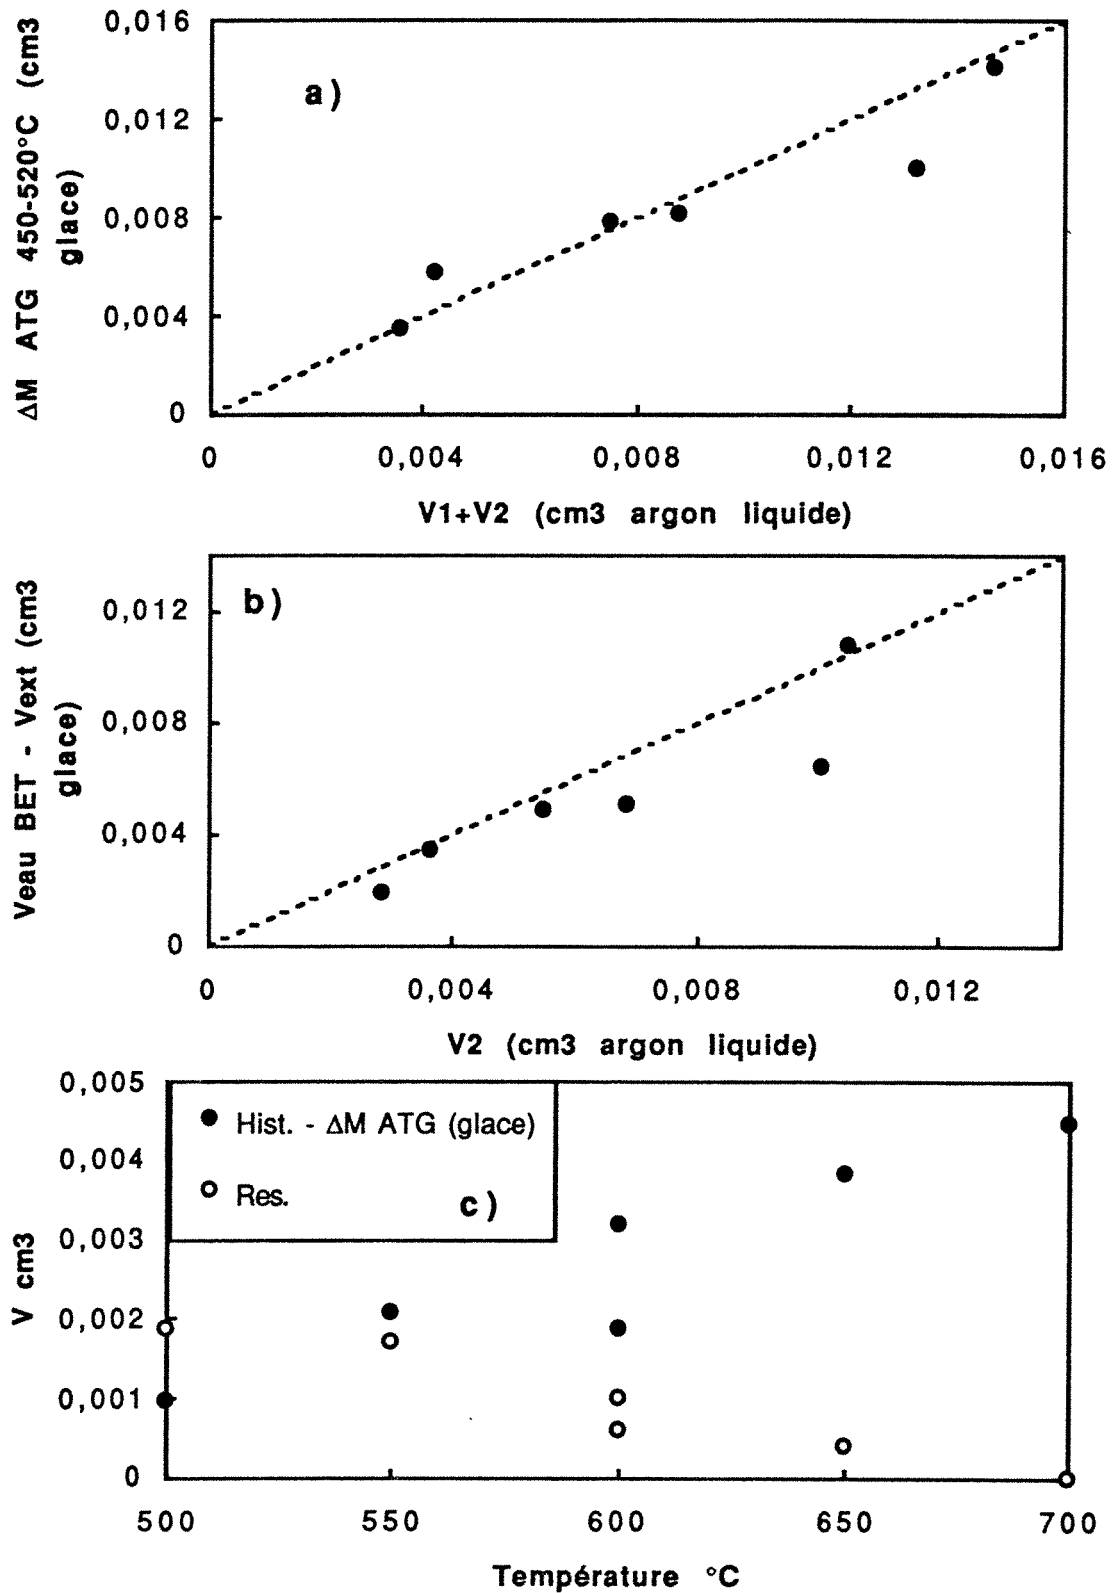 ΔM ATG 450-520°C (cm3
glace)
0,016
a)
0,012
0,008
0,004
0
0 0,004 0,008 0,012 0,016
V1+V2 (cm3 argon liquide)
Veau BET - Vext (cm3
glace)
b)
0,012
0,008
0,004
0
0 0,004 0,008 0,012
V2 (cm3 argon liquide)
V cm3
0,005
Hist. - ΔM ATG (glace)
0,004
Res.
c)
0,003
0,002
0,001
0
500 550 600 650 700
Température °C